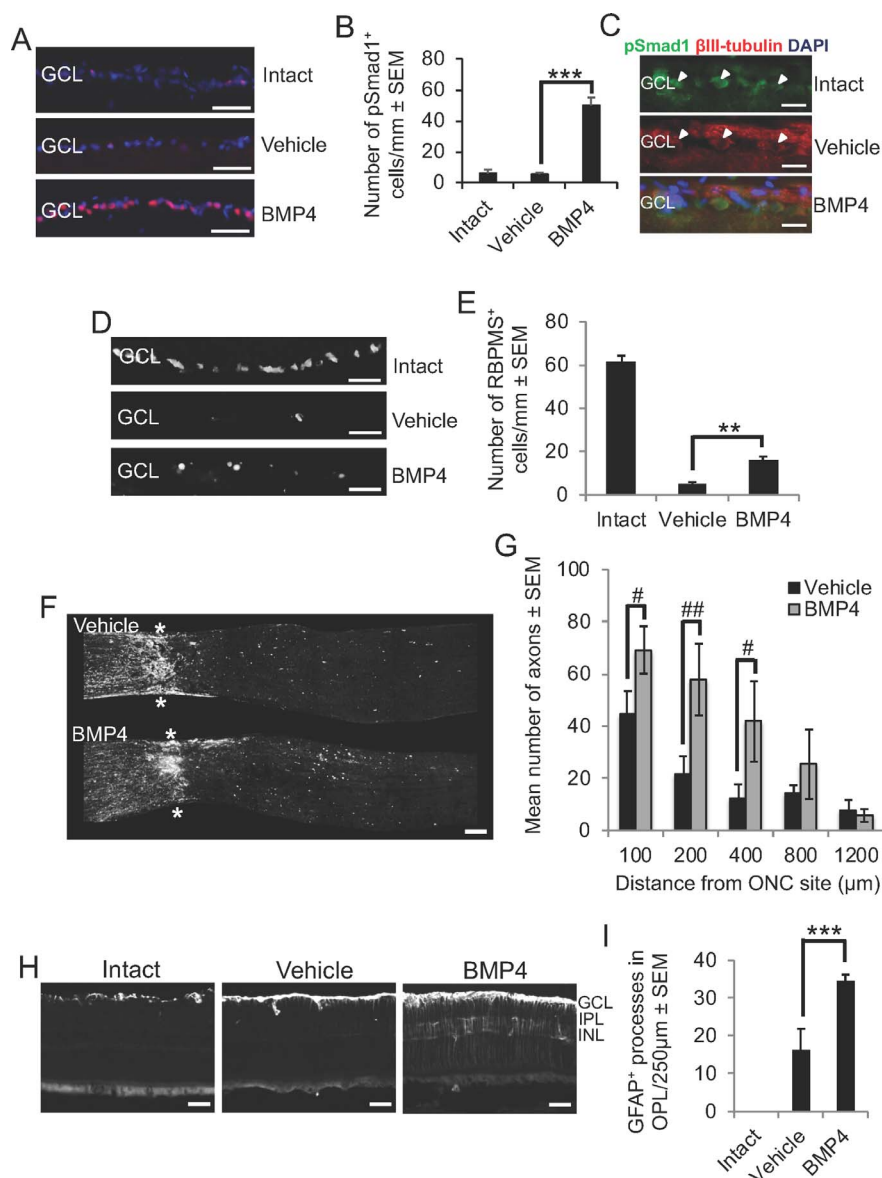 A
GCL
Intact
GCL
Vehicle
GCL
BMP4
B
Number of pSmad1+
cells/mm ± SEM
80
60
40
20
0
***
Intact
Vehicle
BMP4
C
pSmad1 βIII-tubulin DAPI
GCL
Intact
GCL
Vehicle
GCL
BMP4
D
GCL
Intact
GCL
Vehicle
GCL
BMP4
E
Number of RBPMS+
cells/mm ± SEM
80
60
40
20
0
**
Intact
Vehicle
BMP4
F
Vehicle
*
*
BMP4
*
*
G
Mean number of axons ± SEM
100
80
60
40
20
0
#
##
#
Vehicle
BMP4
100
200
400
800
1200
Distance from ONC site (µm)
H
Intact
Vehicle
BMP4
GCL
IPL
INL
I
GFAP+ processes in
OPL/250µm ± SEM
40
30
20
10
0
***
Intact
Vehicle
BMP4